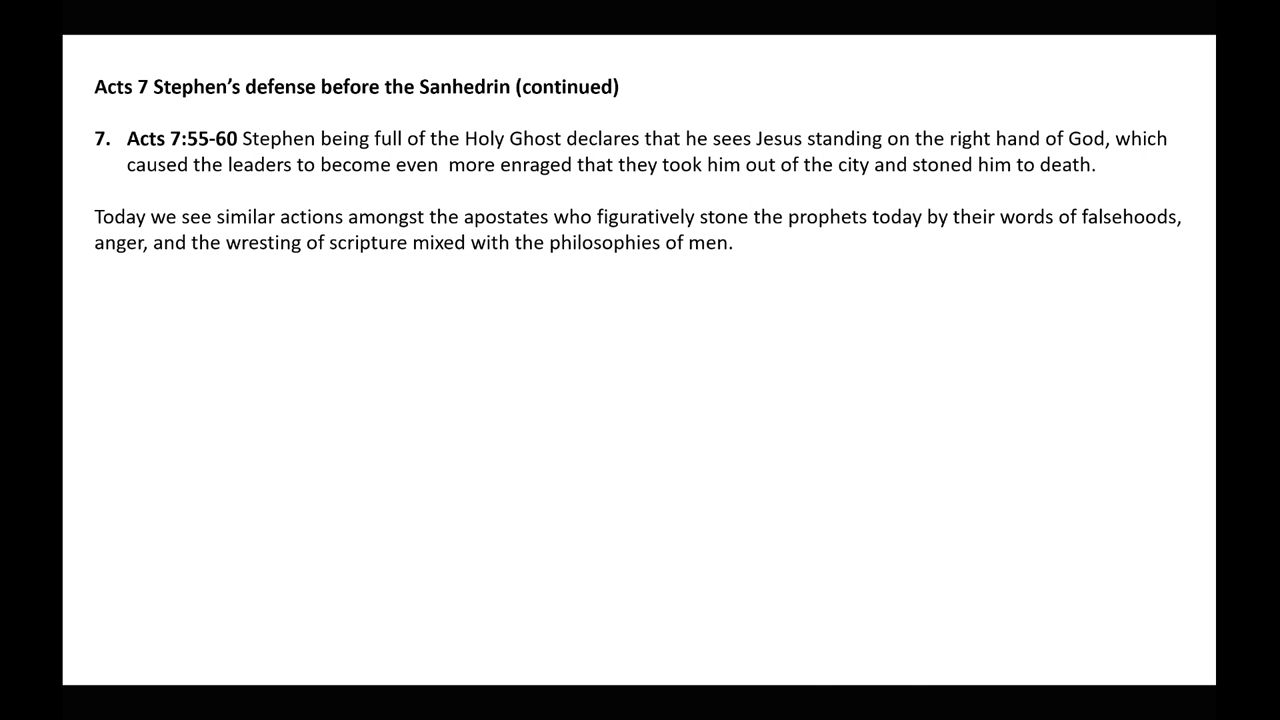 Acts 7 Stephen’s defense before the Sanhedrin (continued)
7. Acts 7:55-60 Stephen being full of the Holy Ghost declares that he sees Jesus standing on the right hand of God, which
caused the leaders to become even  more enraged that they took him out of the city and stoned him to death.
Today we see similar actions amongst the apostates who figuratively stone the prophets today by their words of falsehoods,
anger, and the wresting of scripture mixed with the philosophies of men.